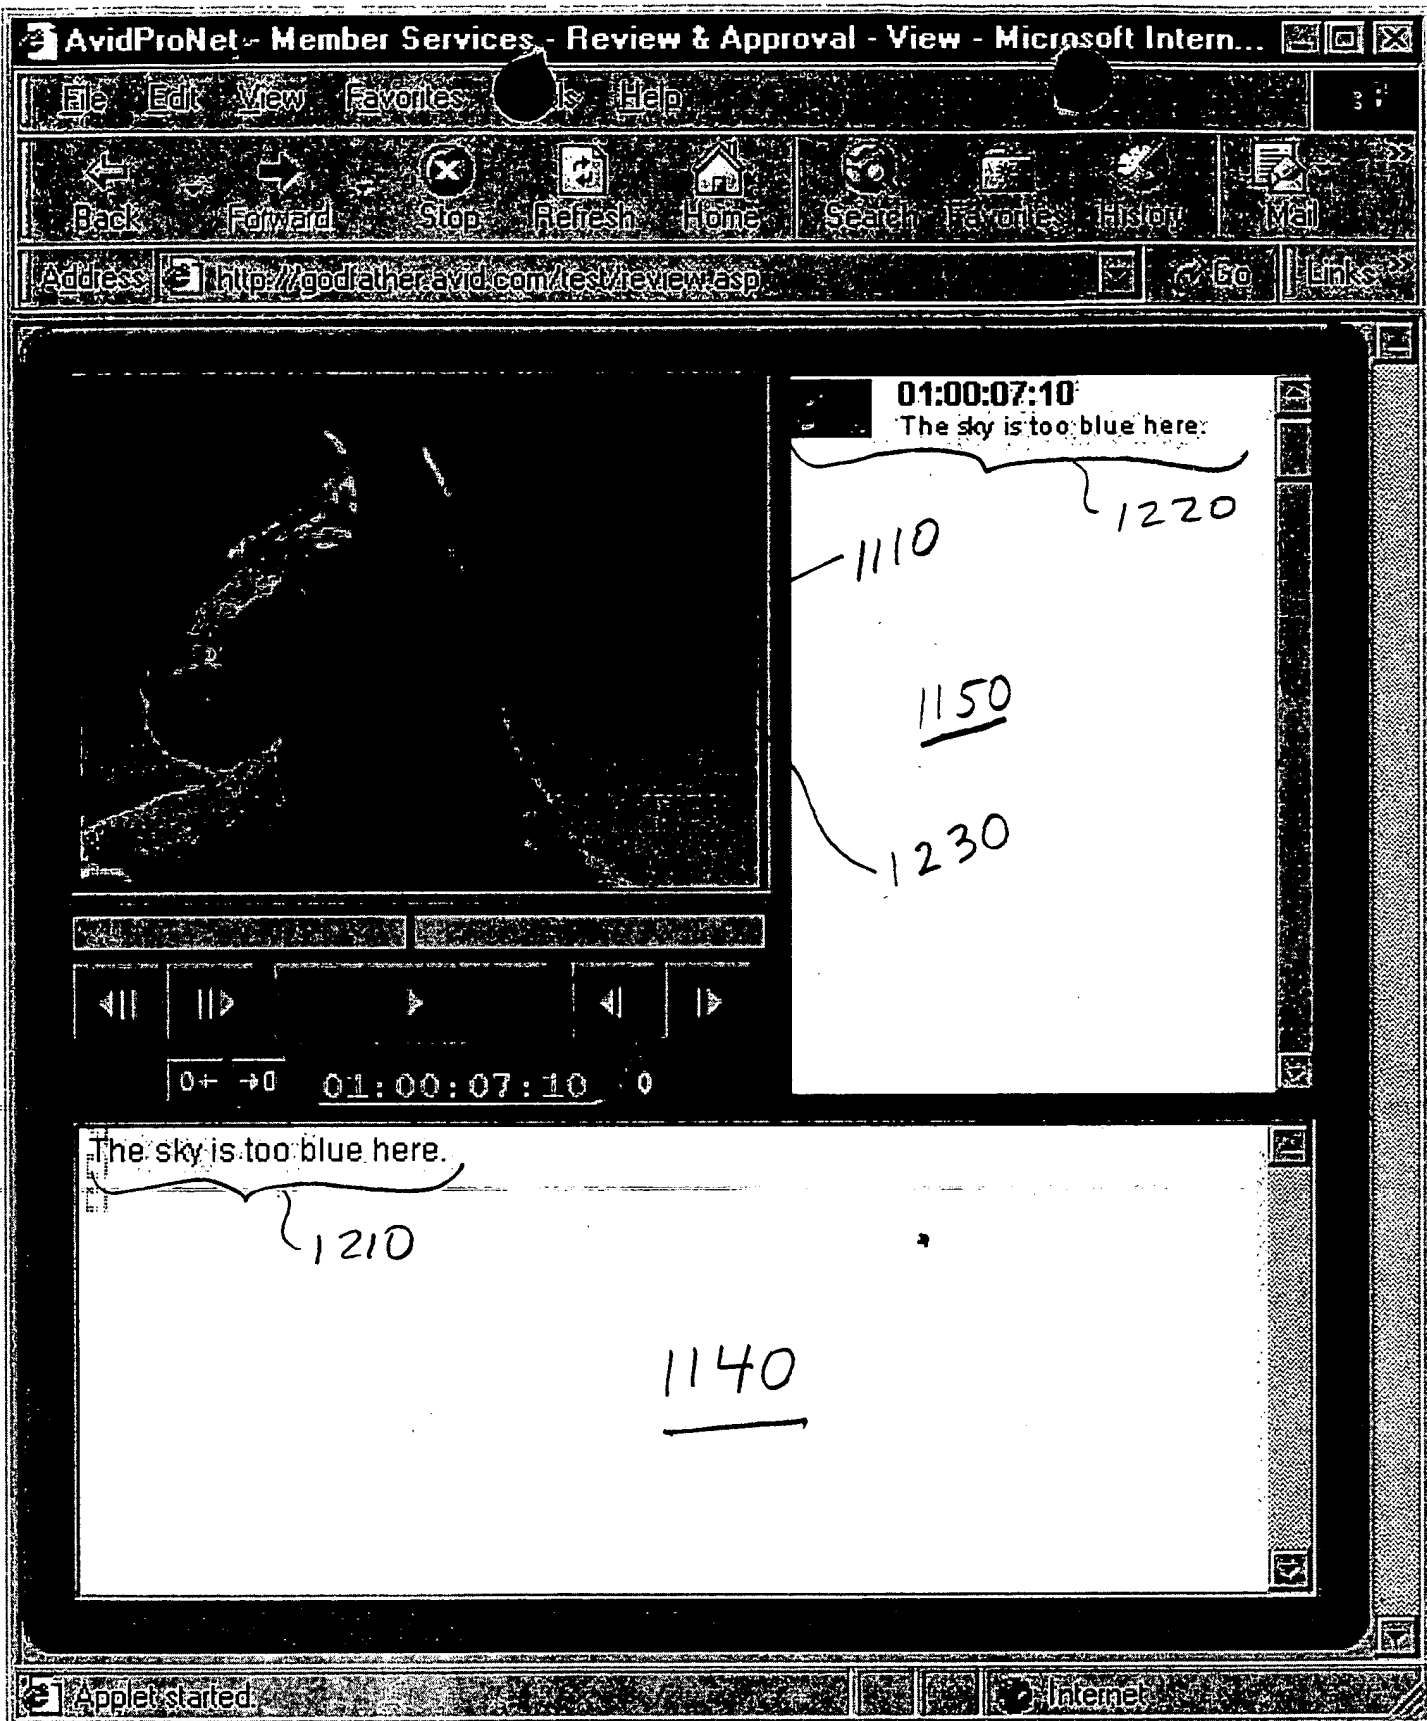 AvidProNet - Member Services - Review & Approval - View - Microsoft Intern...
File Edit View Favorites Help
Back Forward Stop Refresh Home Search Favorites History Mail
Address http://godfather.avid.com/test/review.asp Go Links
01:00:07:10
The sky is too blue here.
1220
1110
1150
1230
01:00:07:10
The sky is too blue here.
1210
1140
Applet started. Internet